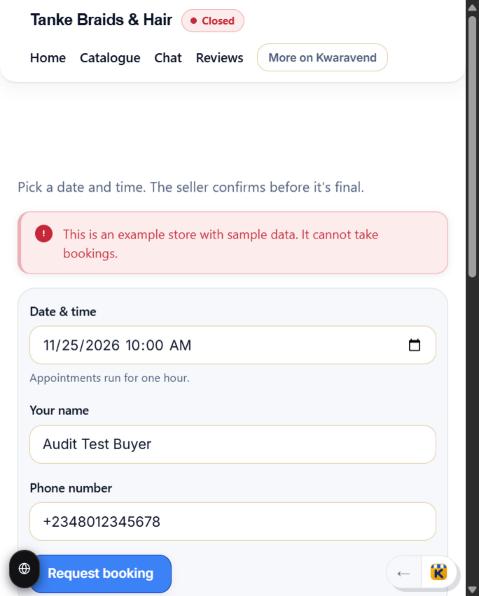 Tanke Braids & Hair
Closed
Home Catalogue Chat Reviews More on Kwaravend
Pick a date and time. The seller confirms before it's final.
This is an example store with sample data. It cannot take
bookings.
Date & time
11/25/2026 10:00 AM
Appointments run for one hour.
Your name
Audit Test Buyer
Phone number
+2348012345678
Request booking